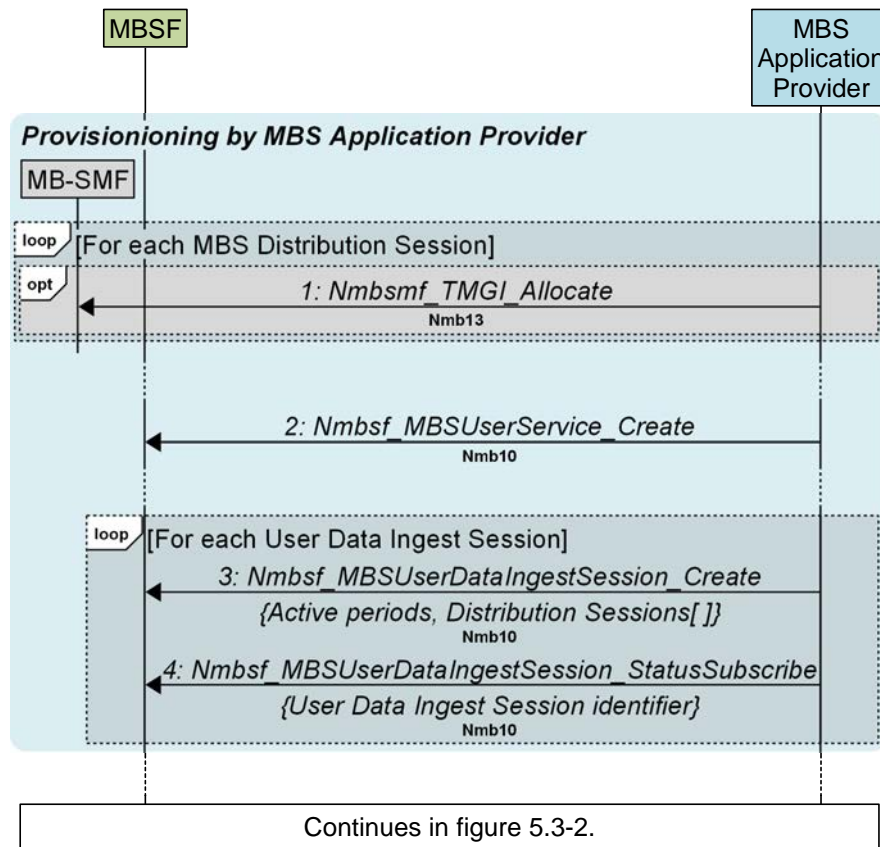 MBSF
MBS
Application
Provider
Provisionioning by MBS Application Provider
MB-SMF
loop
[For each MBS Distribution Session]
opt
1: Nmbsmf_TMGI_Allocate
Nmb13
2: Nmbsf_MBSUserService_Create
Nmb10
loop
[For each User Data Ingest Session]
3: Nmbsf_MBSUserDataIngestSession_Create
{Active periods, Distribution Sessions[ ]}
Nmb10
4: Nmbsf_MBSUserDataIngestSession_StatusSubscribe
{User Data Ingest Session identifier}
Nmb10
Continues in figure 5.3-2.